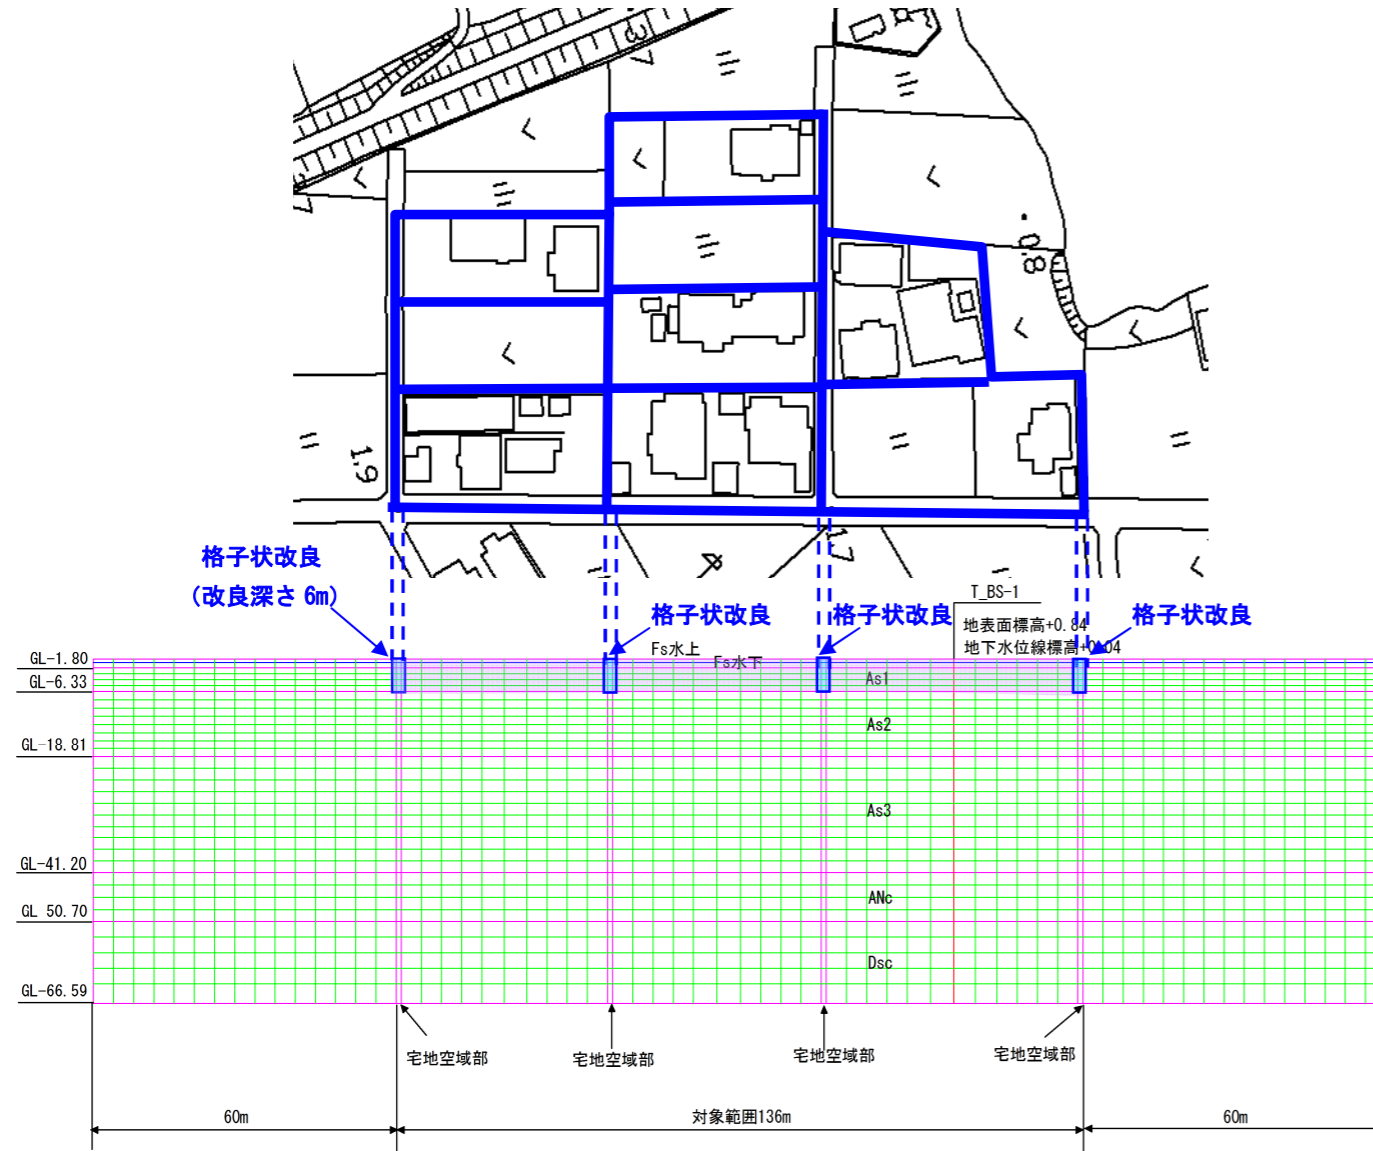 37
0.8
1.9
1.7
格子状改良
(改良深さ 6m)
格子状改良
格子状改良
格子状改良
T_BS-1
地表面標高+0.84
地下水位線標高+0.04
Fs水上
Fs水下
GL-1.80
GL-6.33
GL-18.81
GL-41.20
GL 50.70
GL-66.59
As1
As2
As3
ANc
Dsc
宅地空域部
宅地空域部
宅地空域部
宅地空域部
60m
対象範囲136m
60m